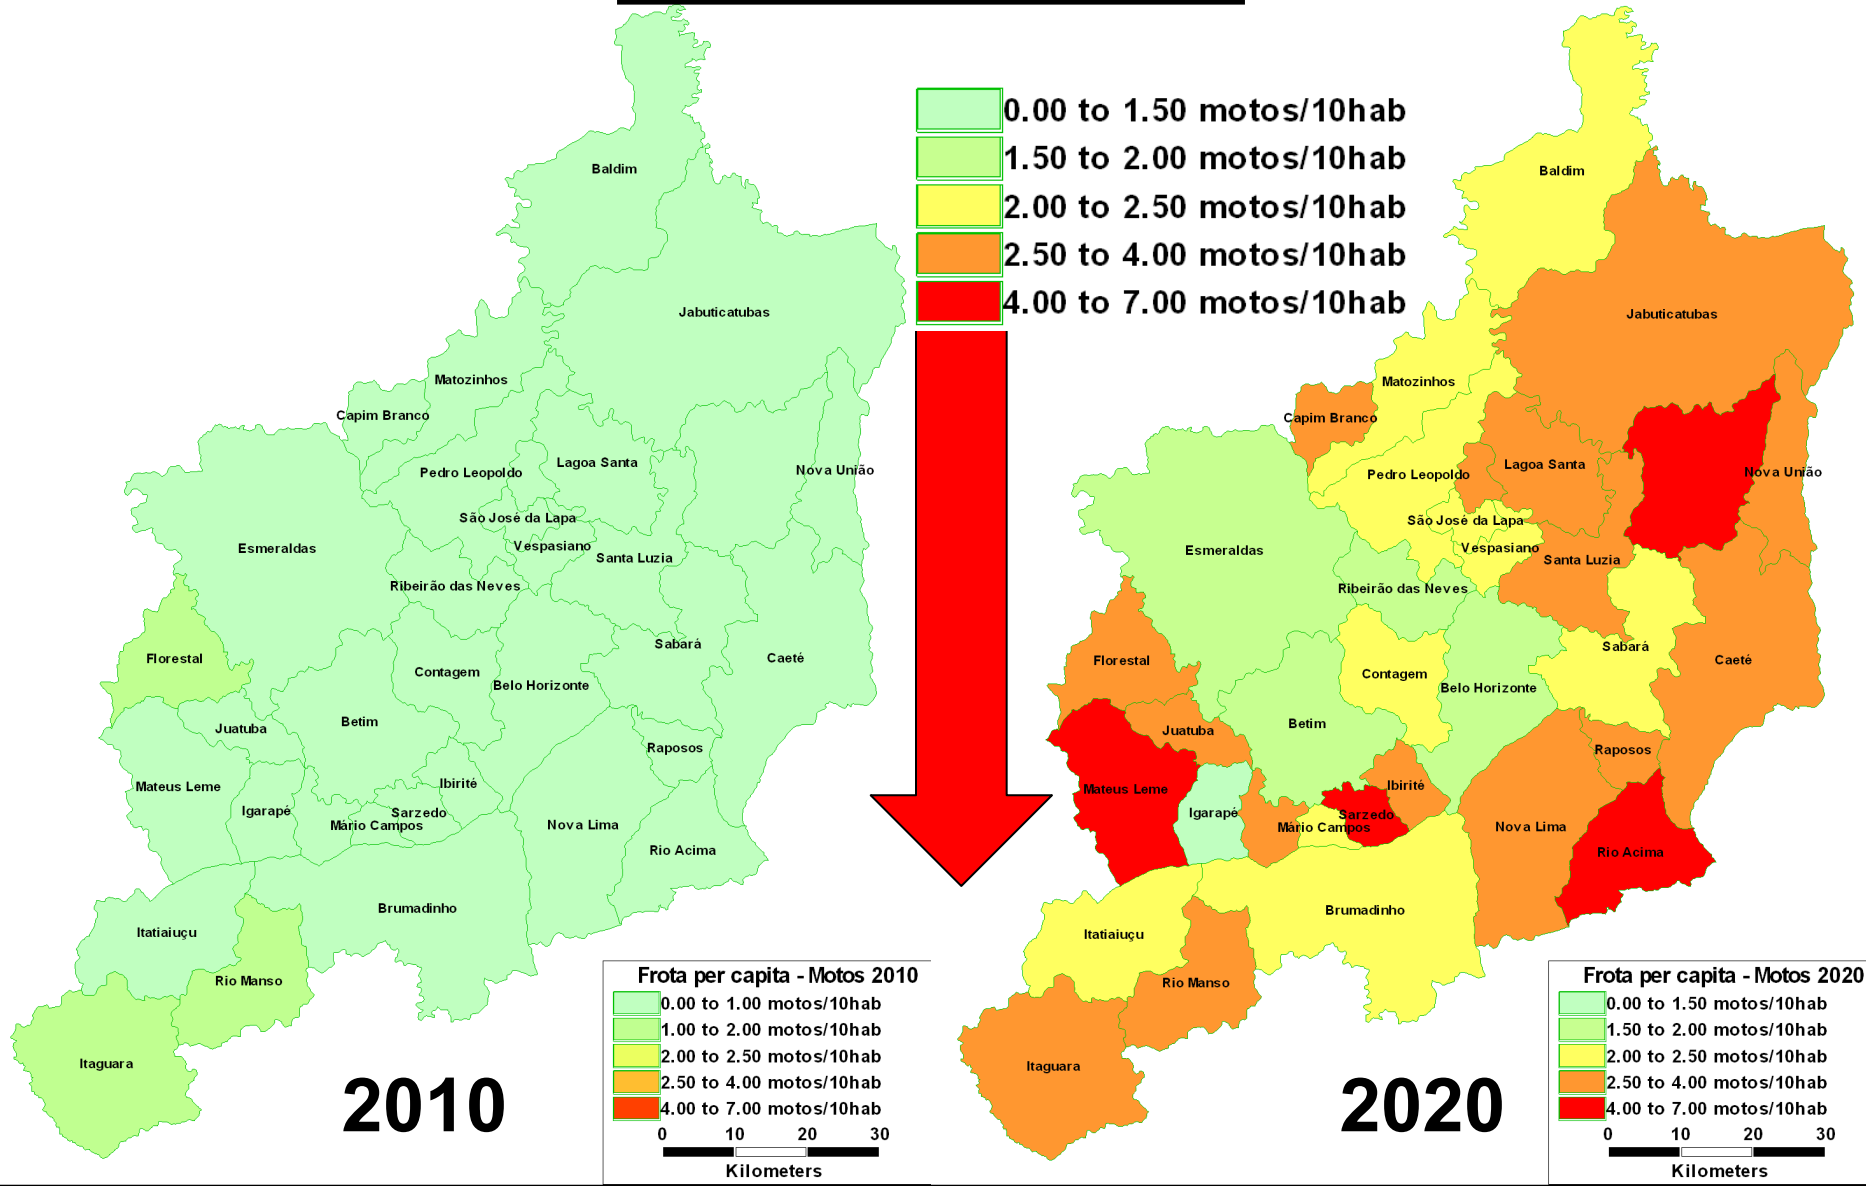 0.00 to 1.50 motos/10hab
1.50 to 2.00 motos/10hab
2.00 to 2.50 motos/10hab
2.50 to 4.00 motos/10hab
4.00 to 7.00 motos/10hab
Baldim
Jabuticatubas
Matozinhos
Capim Branco
Pedro Leopoldo
Lagoa Santa
Nova União
São José da Lapa
Vespasiano
Santa Luzia
Esmeraldas
Ribeirão das Neves
Florestal
Sabará
Caeté
Contagem
Belo Horizonte
Juatuba
Betim
Raposos
Mateus Leme
Ibirité
Igarapé
Sarzedo
Mário Campos
Nova Lima
Rio Acima
Brumadinho
Itatiaiuçu
Rio Manso
Itaguara
2010
Frota per capita - Motos 2010
0.00 to 1.00 motos/10hab
1.00 to 2.00 motos/10hab
2.00 to 2.50 motos/10hab
2.50 to 4.00 motos/10hab
4.00 to 7.00 motos/10hab
0 10 20 30
Kilometers
Baldim
Jabuticatubas
Matozinhos
Capim Branco
Pedro Leopoldo
Lagoa Santa
Nova União
São José da Lapa
Vespasiano
Santa Luzia
Esmeraldas
Ribeirão das Neves
Florestal
Sabará
Caeté
Contagem
Belo Horizonte
Juatuba
Betim
Raposos
Mateus Leme
Ibirité
Igarapé
Sarzedo
Mário Campos
Nova Lima
Rio Acima
Brumadinho
Itatiaiuçu
Rio Manso
Itaguara
2020
Frota per capita - Motos 2020
0.00 to 1.50 motos/10hab
1.50 to 2.00 motos/10hab
2.00 to 2.50 motos/10hab
2.50 to 4.00 motos/10hab
4.00 to 7.00 motos/10hab
0 10 20 30
Kilometers